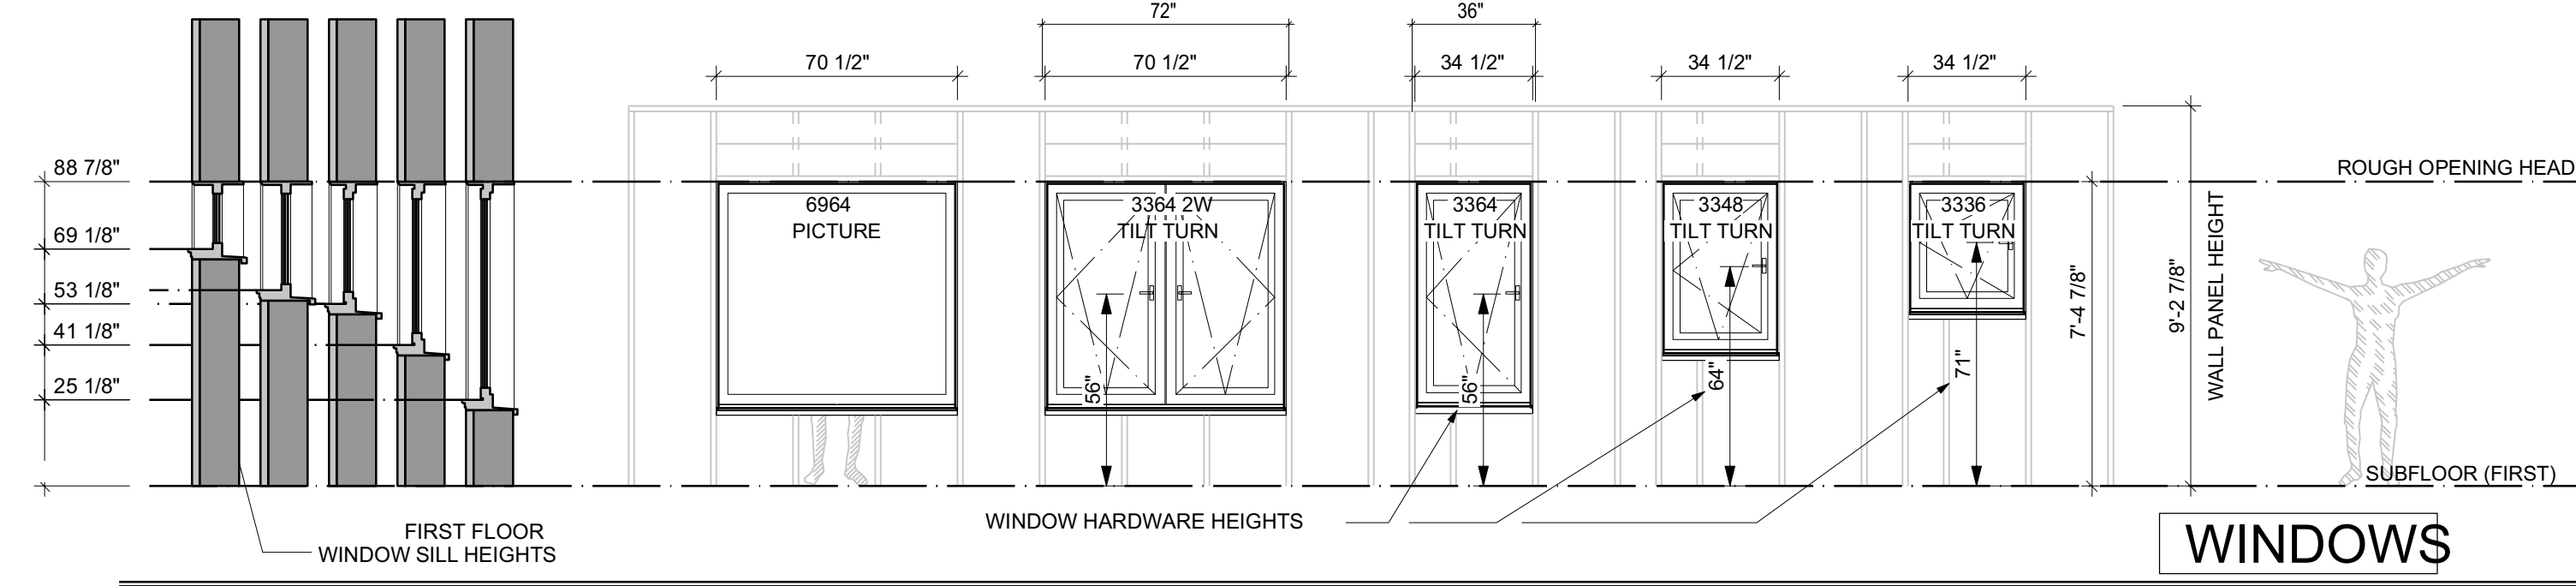 72"
36"
70 1/2"
70 1/2"
34 1/2"
34 1/2"
34 1/2"
88 7/8"
69 1/8"
53 1/8"
41 1/8"
25 1/8"
6964
PICTURE
3364 2W
TILT TURN
3364
TILT TURN
3348
TILT TURN
3336
TILT TURN
56"
56"
64"
71"
7'-4 7/8"
9'-2 7/8"
WALL PANEL HEIGHT
ROUGH OPENING HEAD
SUBFLOOR (FIRST)
FIRST FLOOR
WINDOW SILL HEIGHTS
WINDOW HARDWARE HEIGHTS
WINDOWS